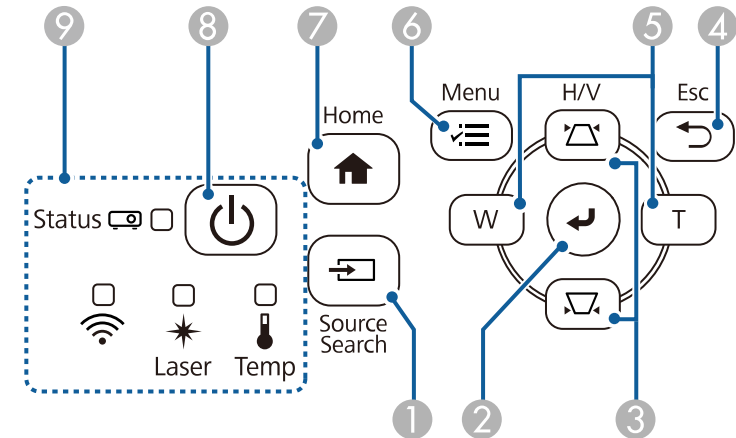 9 8 7 6 5 4
Menu H/V Esc
Home
Status
W T
Source
Search
Laser Temp
1 2 3